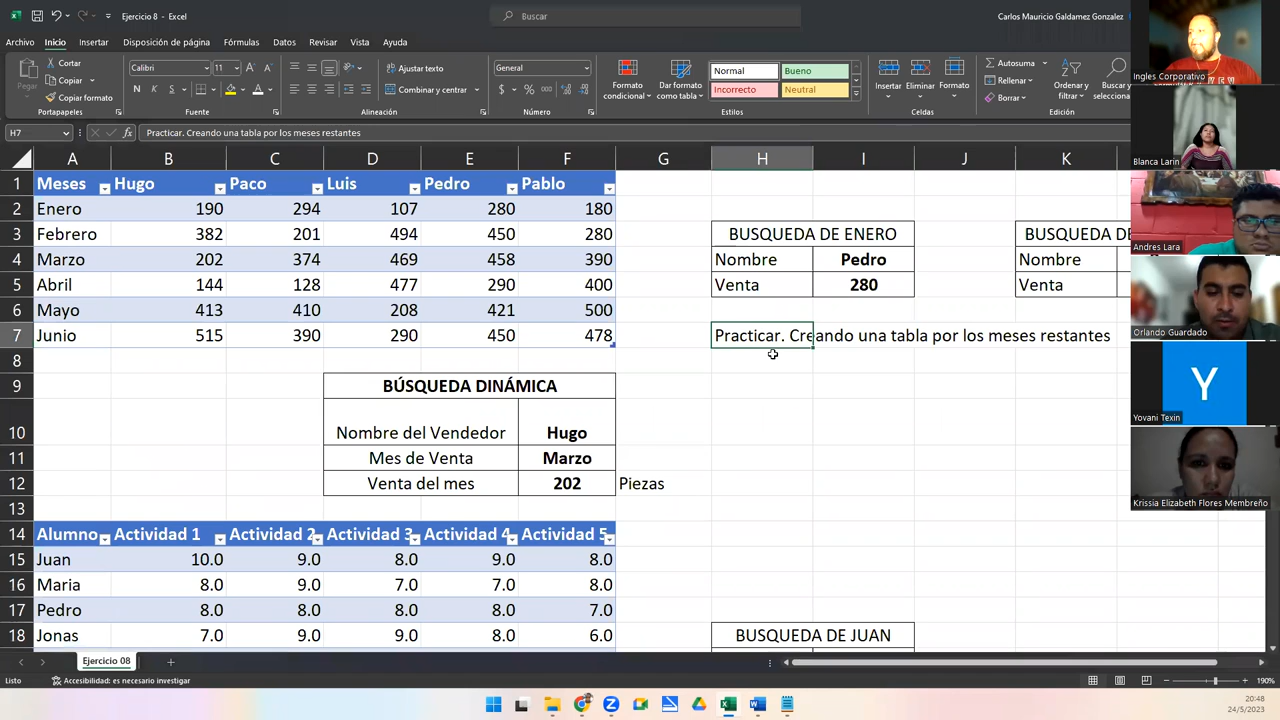 Ejercicio 8 - Excel
Buscar
Carlos Mauricio Galdamez Gonzalez
Archivo Inicio Insertar Disposición de página Fórmulas Datos Revisar Vista Ayuda
Pegar
Cortar
Copiar
Copiar formato
Portapapeles
Calibri 11
N K S
Fuente
Ajustar texto
Combinar y centrar
Alineación
General
Número
Formato condicional
Dar formato como tabla
Normal Bueno
Incorrecto Neutral
Estilos
Insertar Eliminar Formato
Celdas
Autosuma
Rellenar
Borrar
Ordenar y filtrar
Buscar y selecciona
Edición
H7 fx Practicar. Creando una tabla por los meses restantes
A B C D E F G H I J K
1 Meses Hugo Paco Luis Pedro Pablo
2 Enero 190 294 107 280 180
3 Febrero 382 201 494 450 280 BUSQUEDA DE ENERO BUSQUEDA DE
4 Marzo 202 374 469 458 390 Nombre Pedro Nombre
5 Abril 144 128 477 290 400 Venta 280 Venta
6 Mayo 413 410 208 421 500
7 Junio 515 390 290 450 478 Practicar. Creando una tabla por los meses restantes
8
9 BÚSQUEDA DINÁMICA
10 Nombre del Vendedor Hugo
11 Mes de Venta Marzo
12 Venta del mes 202 Piezas
13
14 Alumno Actividad 1 Actividad 2 Actividad 3 Actividad 4 Actividad 5
15 Juan 10.0 9.0 8.0 9.0 8.0
16 Maria 8.0 9.0 7.0 7.0 8.0
17 Pedro 8.0 8.0 8.0 8.0 7.0
18 Jonas 7.0 9.0 9.0 8.0 6.0 BUSQUEDA DE JUAN
Ejercicio 08
Listo Accesibilidad: es necesario investigar 190%
20:48
24/5/2023
Ingles Corporativo
Blanca Larin
Andres Lara
Orlando Guardado
Y
Yovani Texin
Krissia Elizabeth Flores Membreño